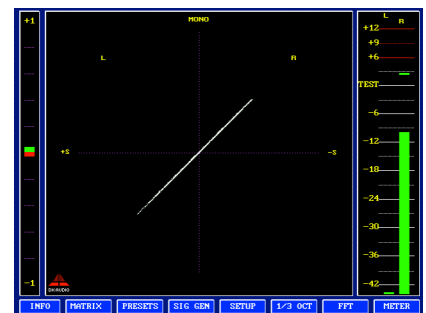 +1
MONO
L
R
L
R
+12
+9
+6
TEST
-6
+S
-S
-12
-18
-24
-30
-36
-42
-1
DK-AUDIO
INFO
MATRIX
PRESETS
SIG GEN
SETUP
1/3 OCT
FFT
METER